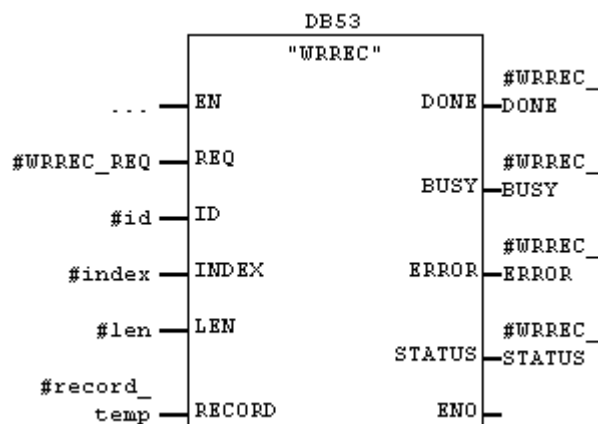 DB53
"WRREC"
... EN
#WRREC_REQ REQ
#id ID
#index INDEX
#len LEN
#record_
temp RECORD
DONE #WRREC_
DONE
BUSY #WRREC_
BUSY
ERROR #WRREC_
ERROR
STATUS #WRREC_
STATUS
ENO